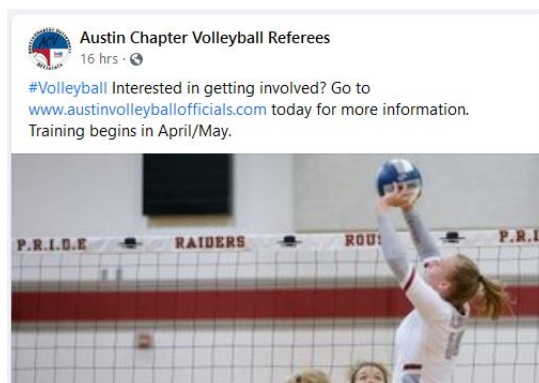 Austin Chapter Volleyball Referees
16 hrs ·
#Volleyball Interested in getting involved? Go to
www.austinvolleyballofficials.com today for more information.
Training begins in April/May.
P.R.I.D.E RAIDERS ROU P.R.I